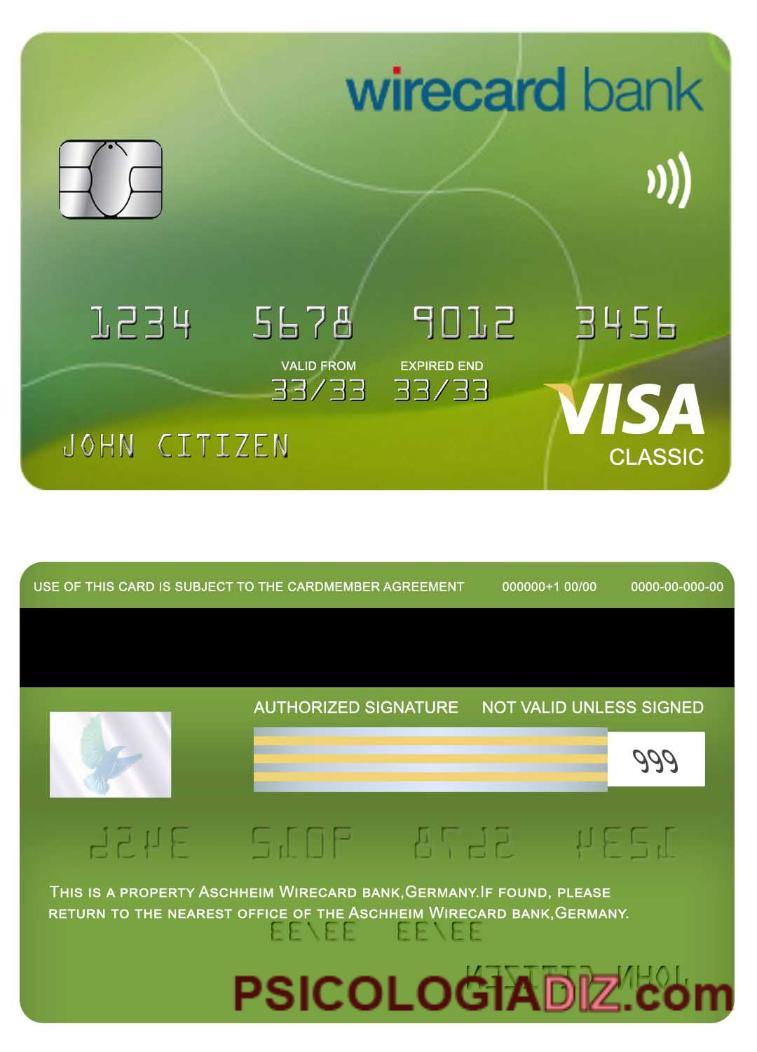 wirecard bank
1234 5678 9012 3456
VALID FROM EXPIRED END
33/33 33/33
JOHN CITIZEN
VISA
CLASSIC
USE OF THIS CARD IS SUBJECT TO THE CARDMEMBER AGREEMENT 000000+1 00/00 0000-00-000-00
AUTHORIZED SIGNATURE NOT VALID UNLESS SIGNED
999
THIS IS A PROPERTY ASCHHEIM WIRECARD BANK,GERMANY.IF FOUND, PLEASE
RETURN TO THE NEAREST OFFICE OF THE ASCHHEIM WIRECARD BANK,GERMANY.
PSICOLOGIADIZ.com